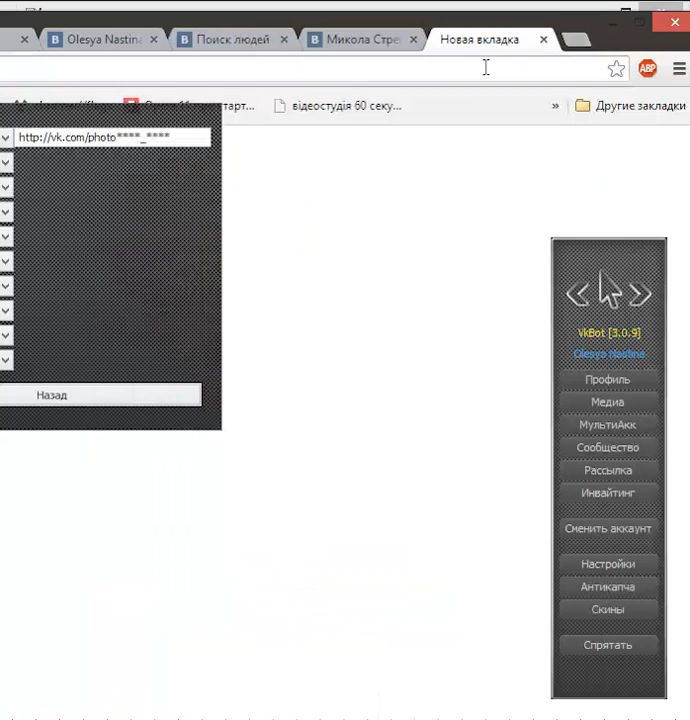 Olesya Nastina
Поиск людей
Микола Стре
Новая вкладка
ABP
відеостудія 60 секу...
»
Другие закладки
http://vk.com/photo****_****
Назад
VkBot [3.0.9]
Olesya Nastina
Профиль
Медиа
МультиАкк
Сообщество
Рассылка
Инвайтинг
Сменить аккаунт
Настройки
Антикапча
Скины
Спрятать